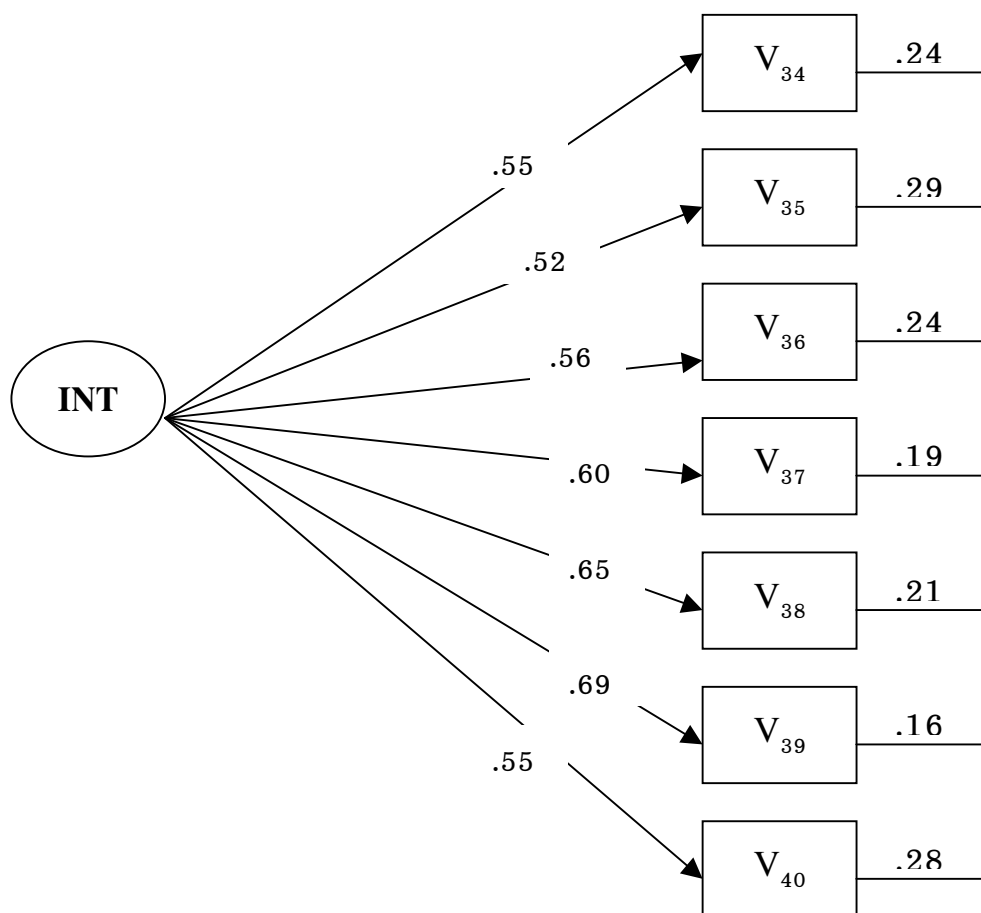 V₃₄ .24
.55
V₃₅ .29
.52
V₃₆ .24
.56
INT
V₃₇ .19
.60
.65
V₃₈ .21
.69
V₃₉ .16
.55
V₄₀ .28